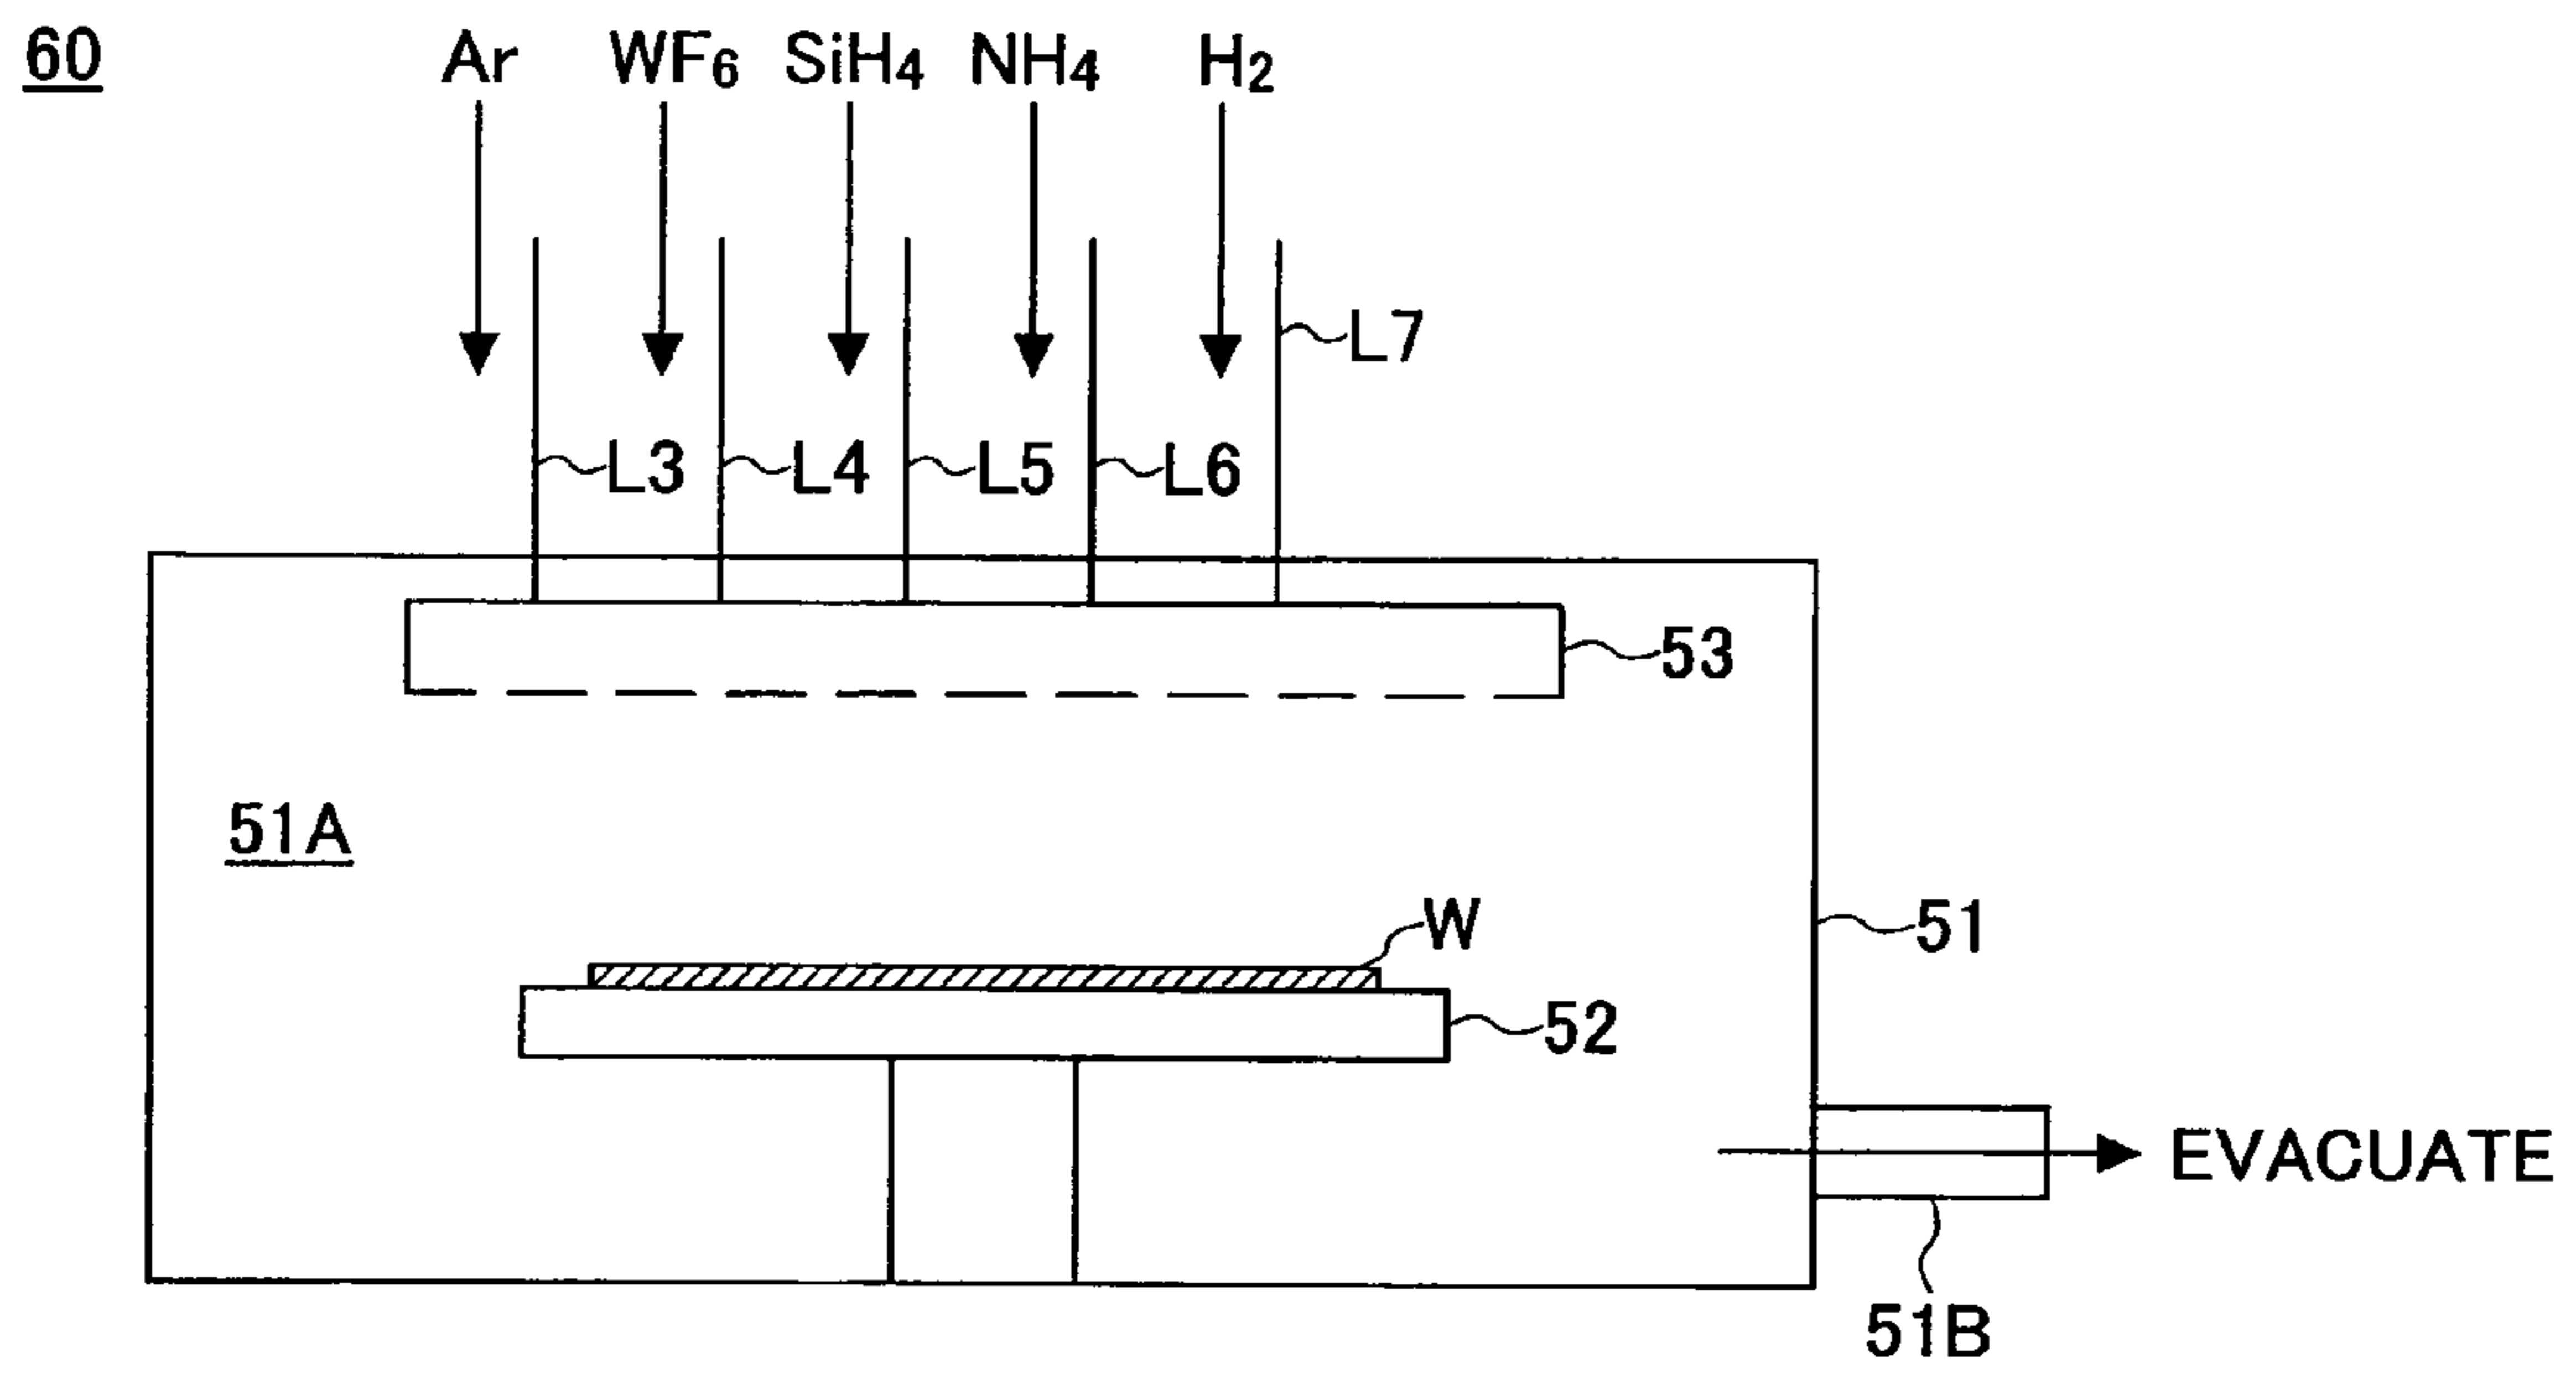 60
Ar WF6 SiH4 NH4 H2
L7
L3 L4 L5 L6
53
51A
W
51
52
EVACUATE
51B